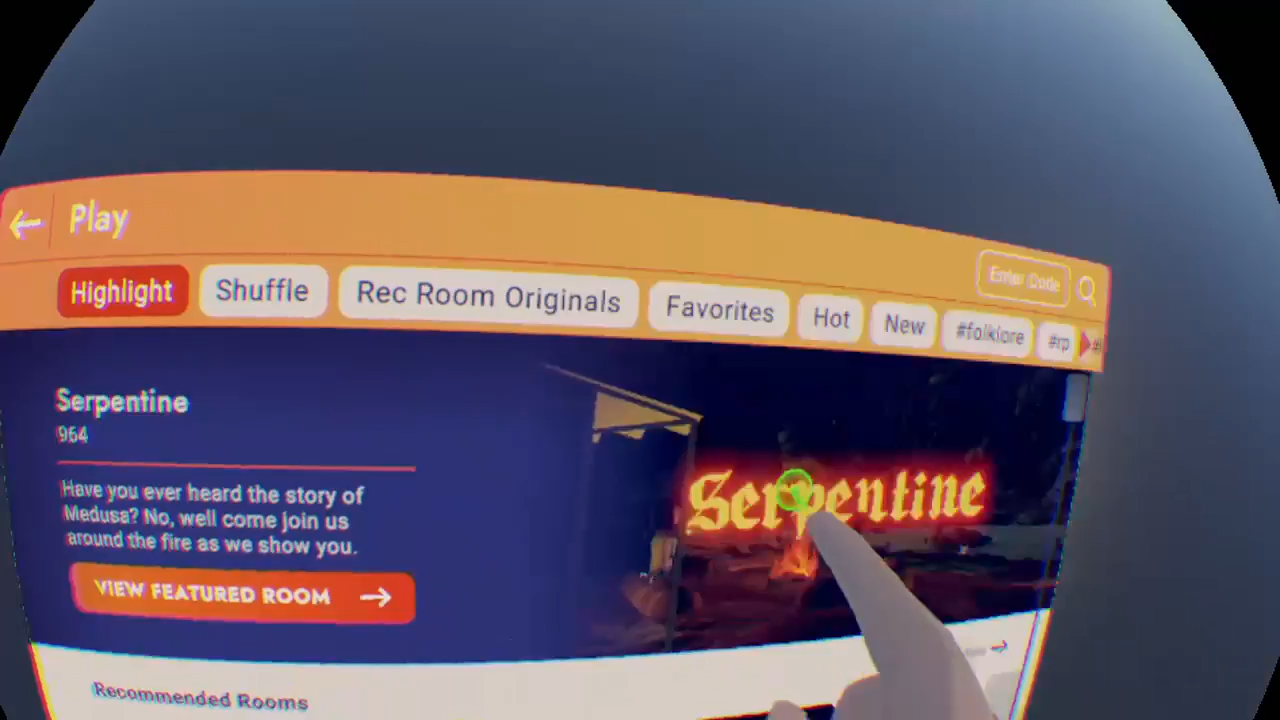 Play
Enter Code
Highlight
Shuffle
Rec Room Originals
Favorites
Hot
New
#folklore
#rp
Serpentine
964
Have you ever heard the story of
Medusa? No, well come join us
around the fire as we show you.
VIEW FEATURED ROOM
Serpentine
Recommended Rooms